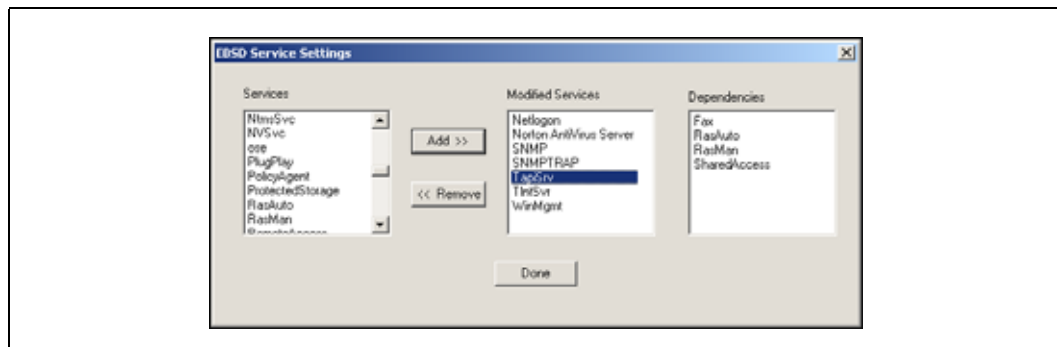 EBSD Service Settings
Services
NtmsSvc
NVSvc
ose
PlugPlay
PolicyAgent
ProtectedStorage
RasAuto
RasMan
RemoteAccess
Add >>
<< Remove
Modified Services
Netlogon
Norton AntiVirus Server
SNMP
SNMPTRAP
TapiSrv
TlntSvr
WinMgmt
Dependencies
Fax
RasAuto
RasMan
SharedAccess
Done